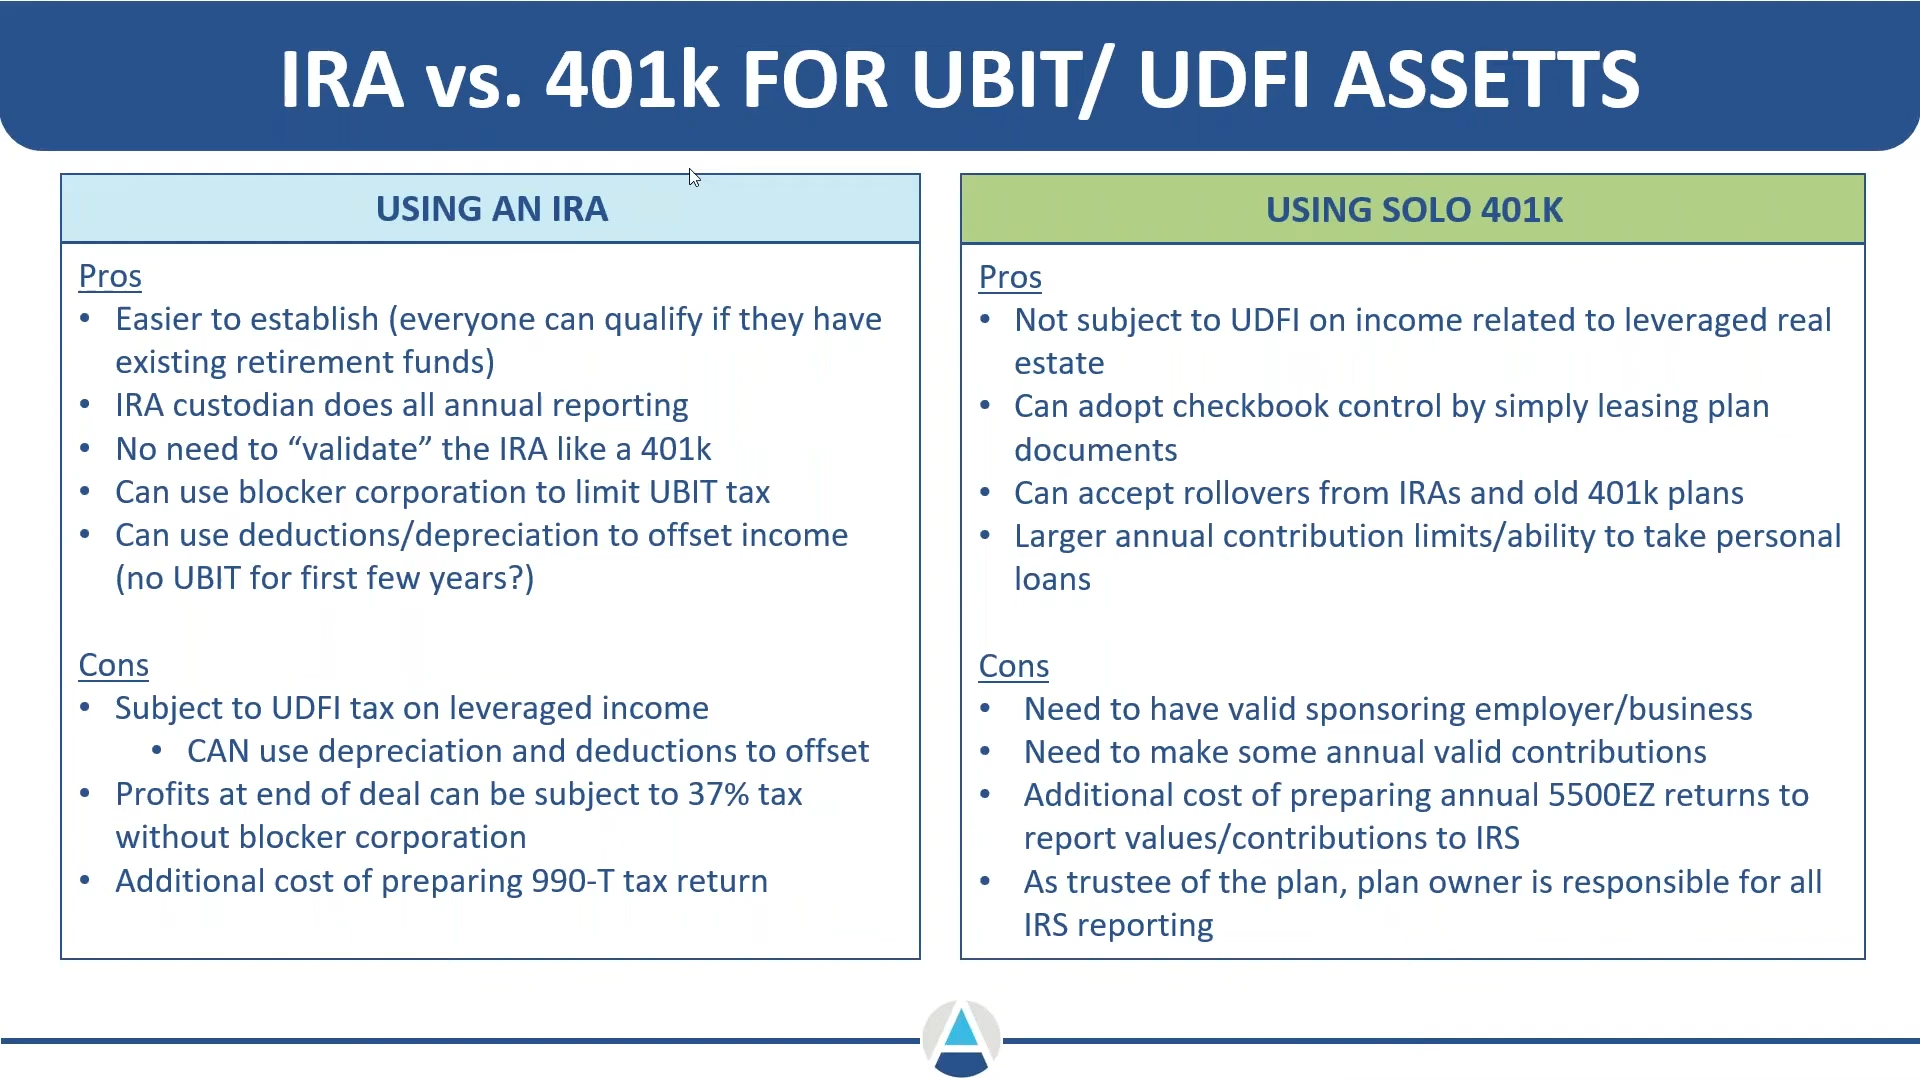 IRA vs. 401k FOR UBIT/ UDFI ASSETTS
USING AN IRA
Pros
• Easier to establish (everyone can qualify if they have
existing retirement funds)
• IRA custodian does all annual reporting
• No need to “validate” the IRA like a 401k
• Can use blocker corporation to limit UBIT tax
• Can use deductions/depreciation to offset income
(no UBIT for first few years?)
Cons
• Subject to UDFI tax on leveraged income
• CAN use depreciation and deductions to offset
• Profits at end of deal can be subject to 37% tax
without blocker corporation
• Additional cost of preparing 990-T tax return
USING SOLO 401K
Pros
• Not subject to UDFI on income related to leveraged real
estate
• Can adopt checkbook control by simply leasing plan
documents
• Can accept rollovers from IRAs and old 401k plans
• Larger annual contribution limits/ability to take personal
loans
Cons
• Need to have valid sponsoring employer/business
• Need to make some annual valid contributions
• Additional cost of preparing annual 5500EZ returns to
report values/contributions to IRS
• As trustee of the plan, plan owner is responsible for all
IRS reporting